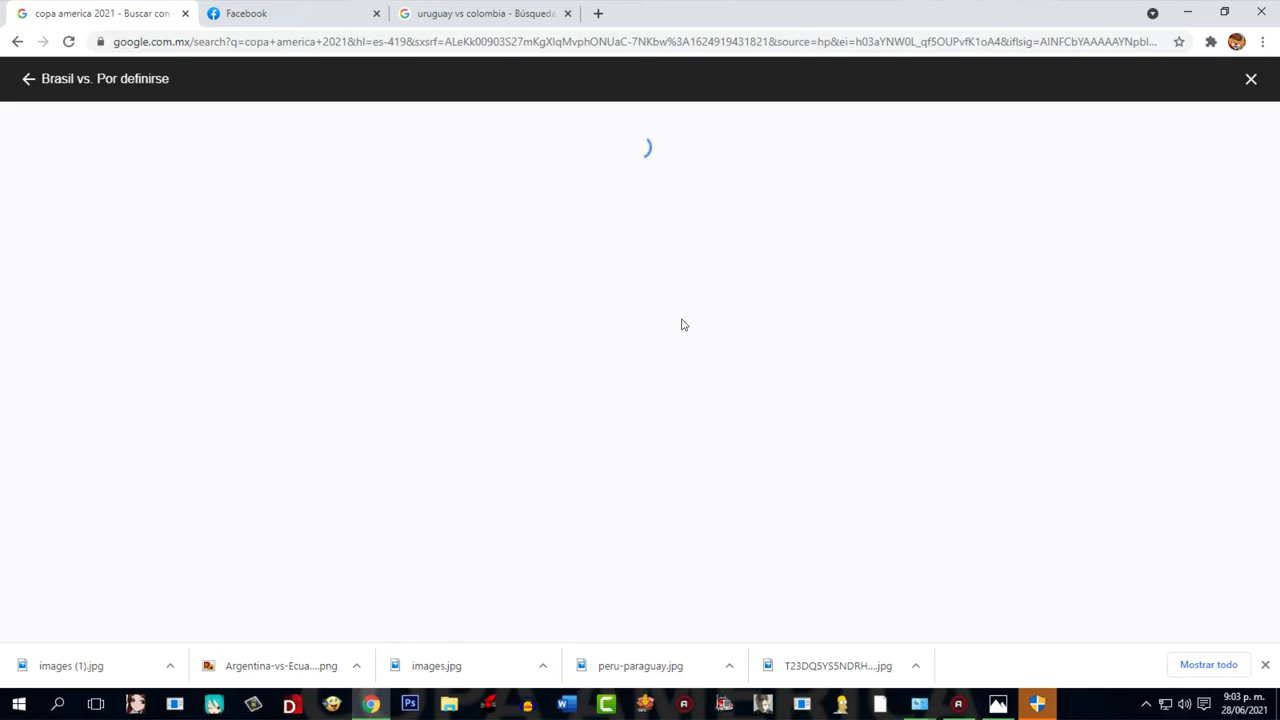 copa america 2021 - Buscar con
Facebook
uruguay vs colombia - Búsqueda
google.com.mx/search?q=copa+america+2021&hl=es-419&sxsrf=ALeKk00903S27mKgXlqMvphONUaC-7NKbw%3A1624919431821&source=hp&ei=h03aYNW0L_qf5OUPvfK1oA4&iflsig=AINFCbYAAAAAYNpbl...
Brasil vs. Por definirse
images (1).jpg
Argentina-vs-Ecua....png
images.jpg
peru-paraguay.jpg
T23DQ5YS5NDRH....jpg
Mostrar todo
9:03 p. m.
28/06/2021